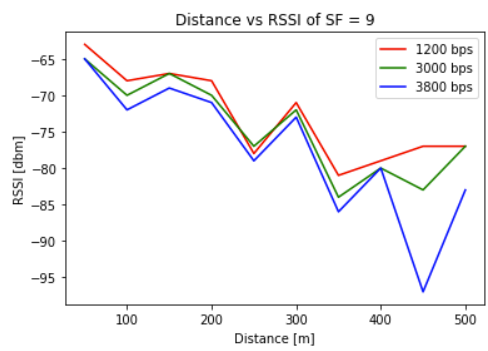 Distance vs RSSI of SF = 9
1200 bps
3000 bps
3800 bps
RSSI [dbm]
−65
−70
−75
−80
−85
−90
−95
100 200 300 400 500
Distance [m]